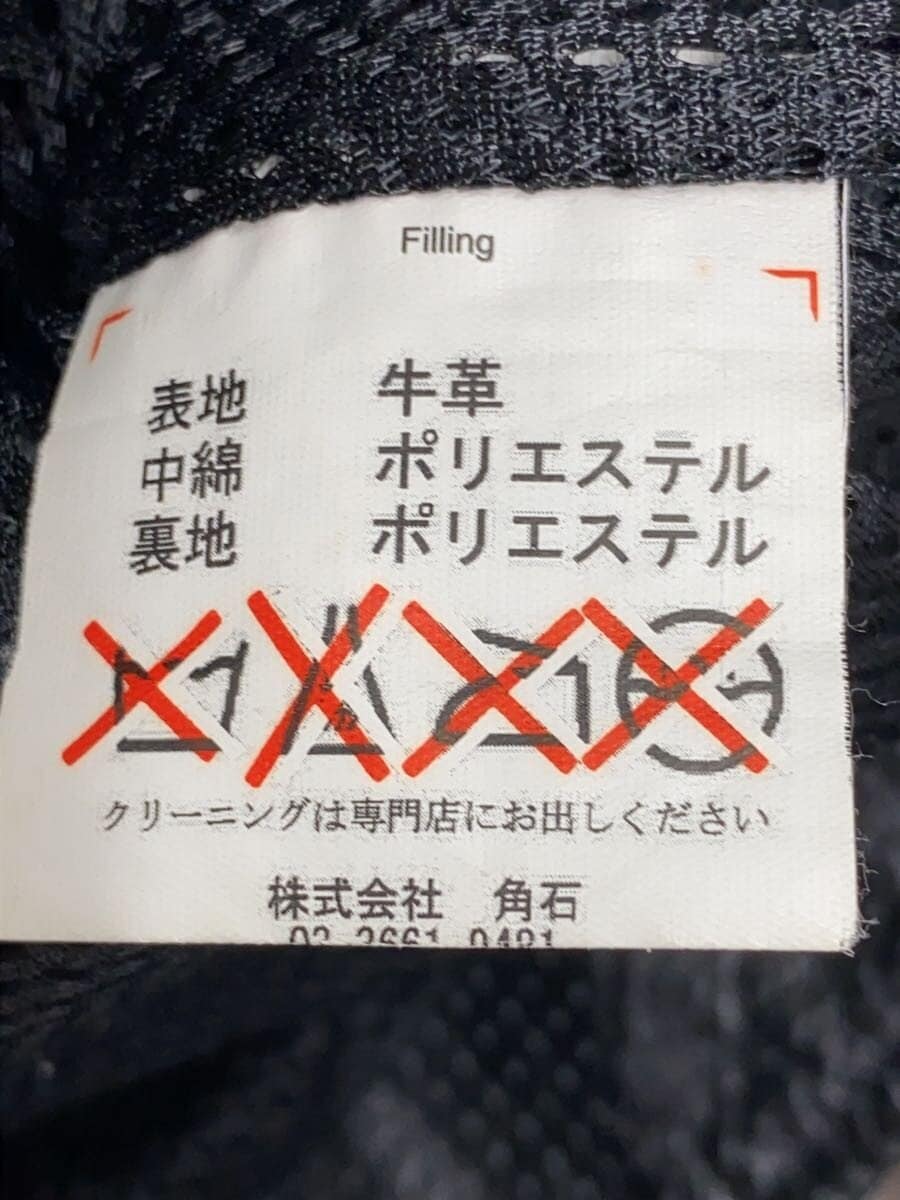 Filling
表地 牛革
中綿 ポリエステル
裏地 ポリエステル
クリーニングは専門店にお出しください
株式会社 角石